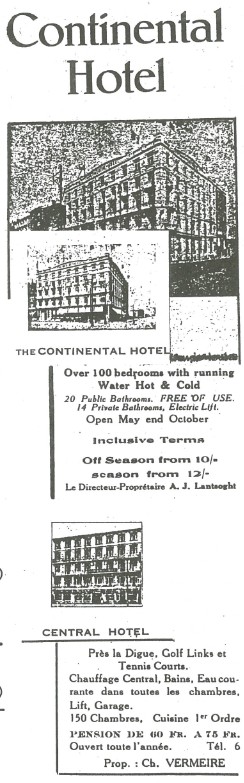 Continental
Hotel
THE CONTINENTAL HOTEL
Over 100 bedrooms with running
Water Hot & Cold
20 Public Bathrooms. FREE OF USE.
14 Private Bathrooms, Electric Lift.
Open May end October
Inclusive Terms
Off Season from 10/-
season from 12/-
Le Directeur-Propriétaire A. J. Lantsoght
CENTRAL HOTEL
Près la Digue, Golf Links et
Tennis Courts.
Chauffage Central, Bains, Eau cou-
rante dans toutes les chambres,
Lift, Garage.
150 Chambres, Cuisine 1er Ordre
PENSION DE 60 FR. A 75 FR.
Ouvert toute l'année. Tél. 6
Prop. : Ch. VERMEIRE